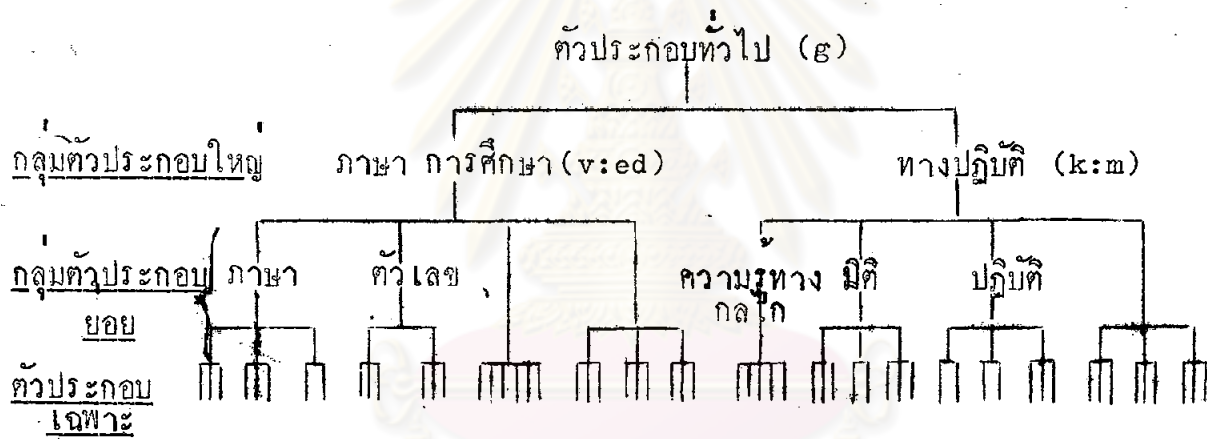 ตัวประกอบทั่วไป (g)
กลุ่มตัวประกอบใหญ่ ภาษา การศึกษา (v:ed) ทางปฏิบัติ (k:m)
กลุ่มตัวประกอบ ภาษา ตัวเลข ความรู้ทาง มิติ ปฏิบัติ
ย่อย กลไก
ตัวประกอบ
เฉพาะ